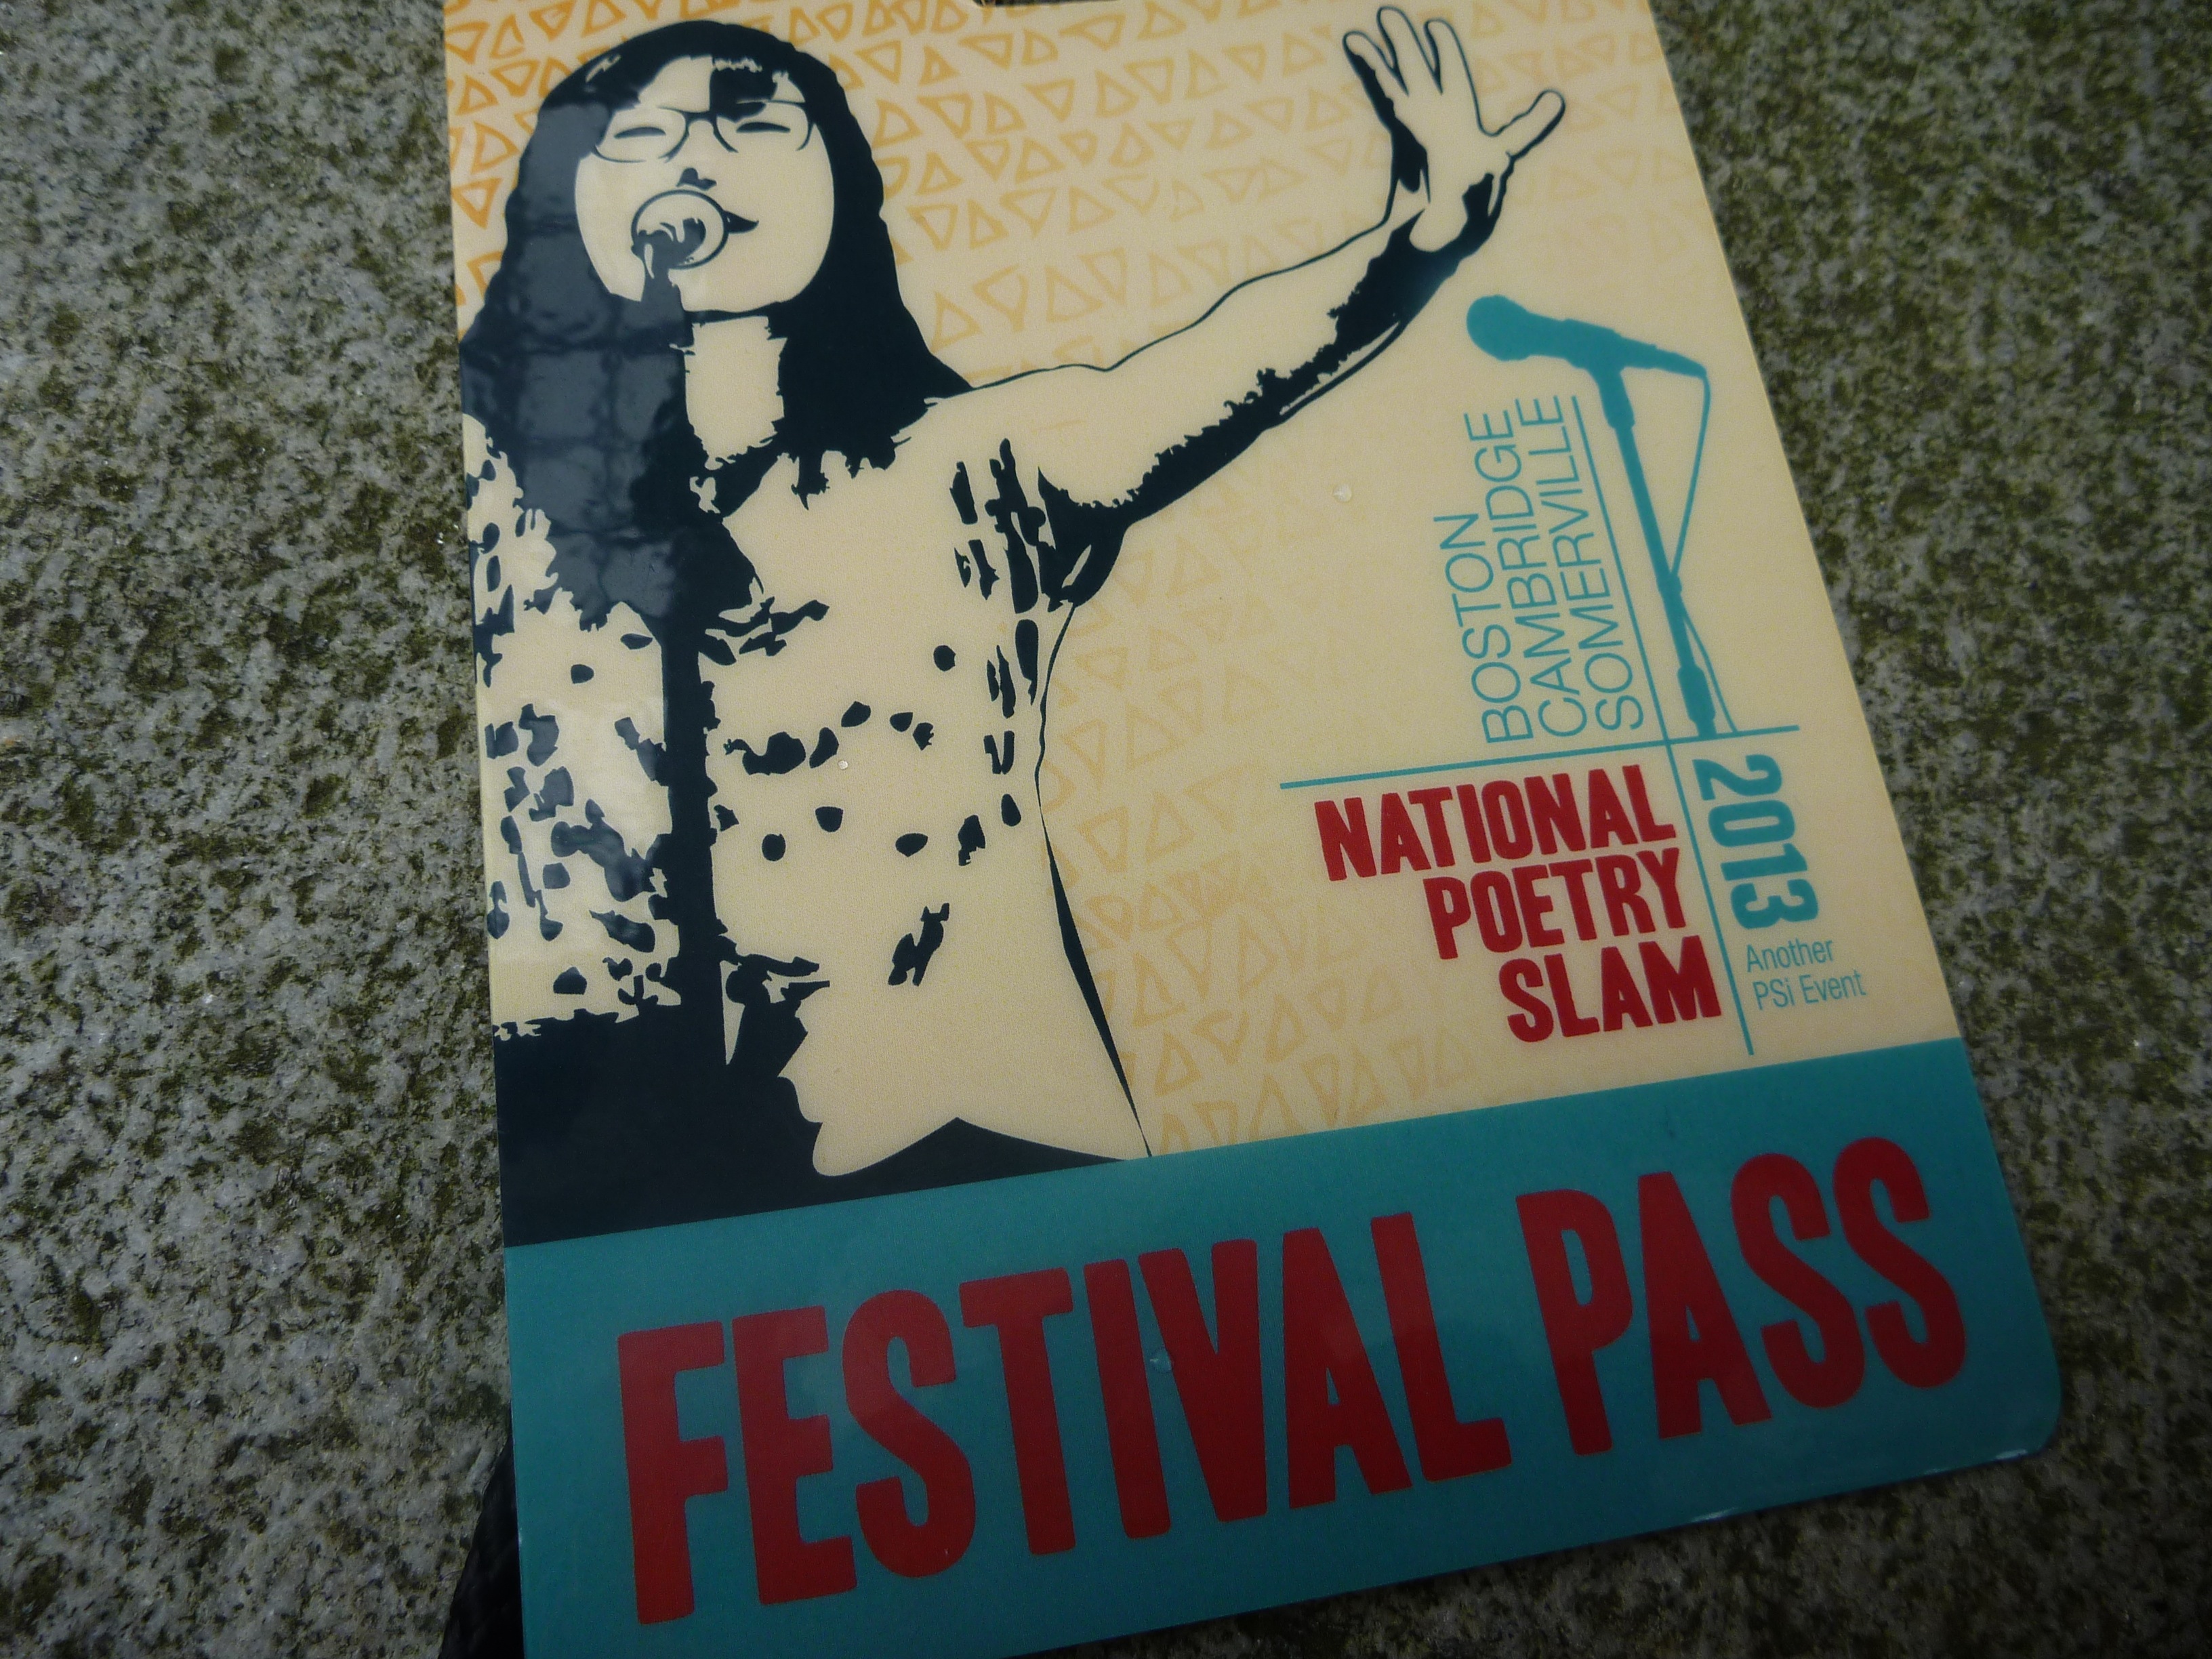 BOSTON
CAMBRIDGE
SOMERVILLE
NATIONAL
POETRY
SLAM
2013
Another
PSi Event
FESTIVAL PASS